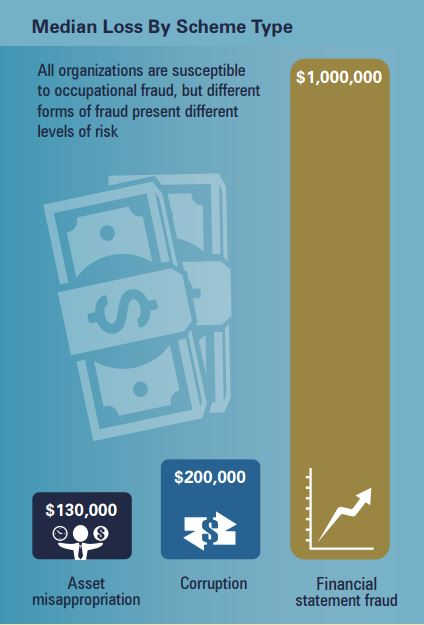 Median Loss By Scheme Type
All organizations are susceptible
to occupational fraud, but different
forms of fraud present different
levels of risk
$1,000,000
$
$200,000
$
$130,000
$
Asset
misappropriation
Corruption
Financial
statement fraud